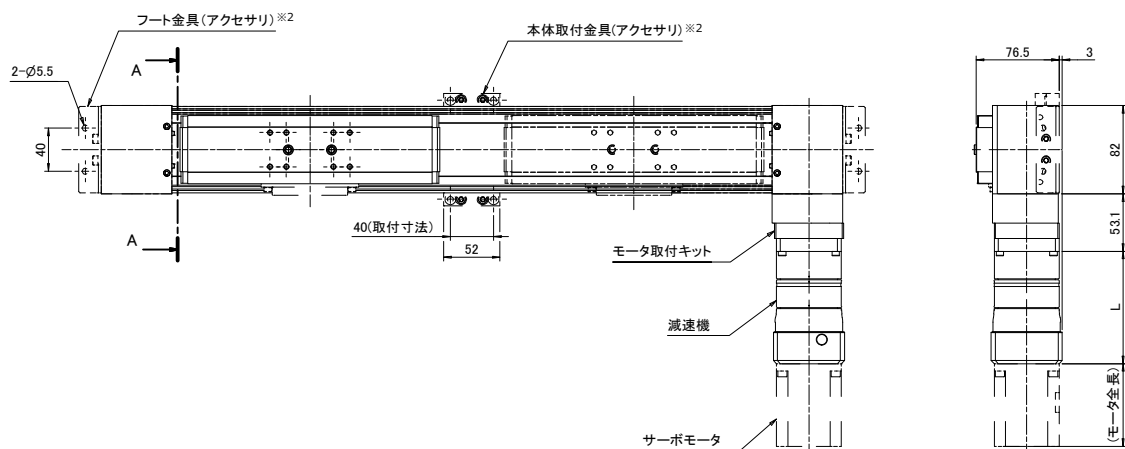 フート金具(アクセサリ)※2
本体取付金具(アクセサリ)※2
76.5
3
A
2-Ø5.5
40
82
53.1
A
40(取付寸法)
52
モータ取付キット
減速機
L
サーボモータ
(モータ全長)